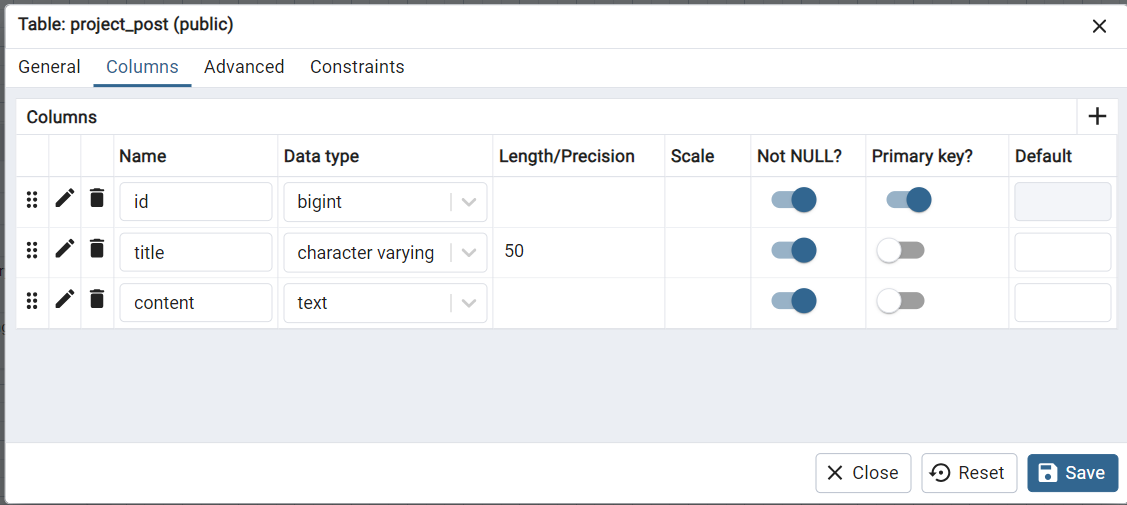 Table: project_post (public)
General Columns Advanced Constraints
Columns
Name Data type Length/Precision Scale Not NULL? Primary key? Default
id bigint
title character varying 50
content text
Close Reset Save